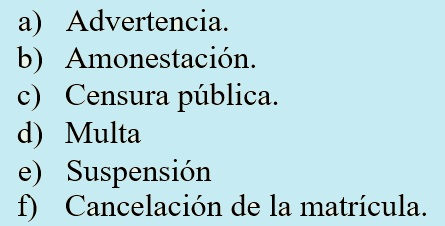 a) Advertencia.
b) Amonestación.
c) Censura pública.
d) Multa
e) Suspensión
f) Cancelación de la matrícula.